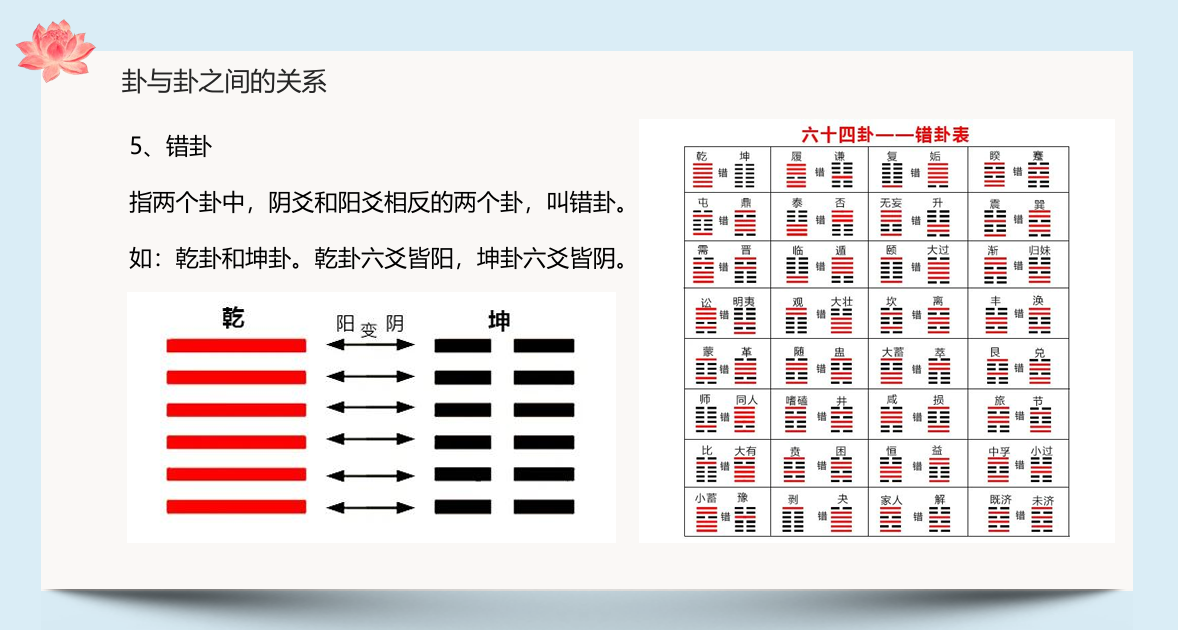 卦与卦之间的关系
5、错卦
指两个卦中，阴爻和阳爻相反的两个卦，叫错卦。
如：乾卦和坤卦。乾卦六爻皆阳，坤卦六爻皆阴。
乾 阳 变 阴 坤
六十四卦——错卦表
乾 错 坤 履 错 谦 复 错 姤 睽 错 蹇
屯 错 鼎 泰 错 否 无妄 错 升 震 错 巽
需 错 晋 临 错 遁 颐 错 大过 渐 错 归妹
讼 错 明夷 观 错 大壮 坎 错 离 丰 错 涣
蒙 错 革 随 错 蛊 大蓄 错 萃 艮 错 兑
师 错 同人 嗜磕 错 井 咸 错 损 旅 错 节
比 错 大有 贲 错 困 恒 错 益 中孚 错 小过
小蓄 错 豫 剥 错 夬 家人 错 解 既济 错 未济